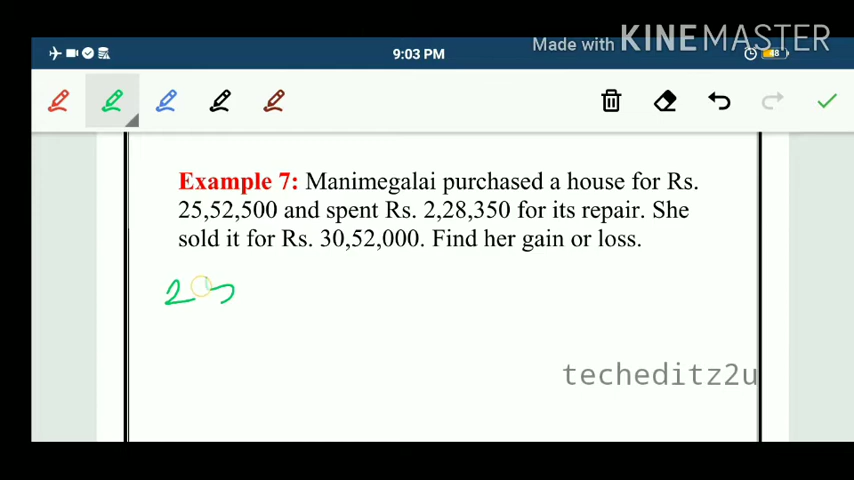 9:03 PM
Made with KINEMASTER
Example 7: Manimegalai purchased a house for Rs.
25,52,500 and spent Rs. 2,28,350 for its repair. She
sold it for Rs. 30,52,000. Find her gain or loss.
25
techeditz2u